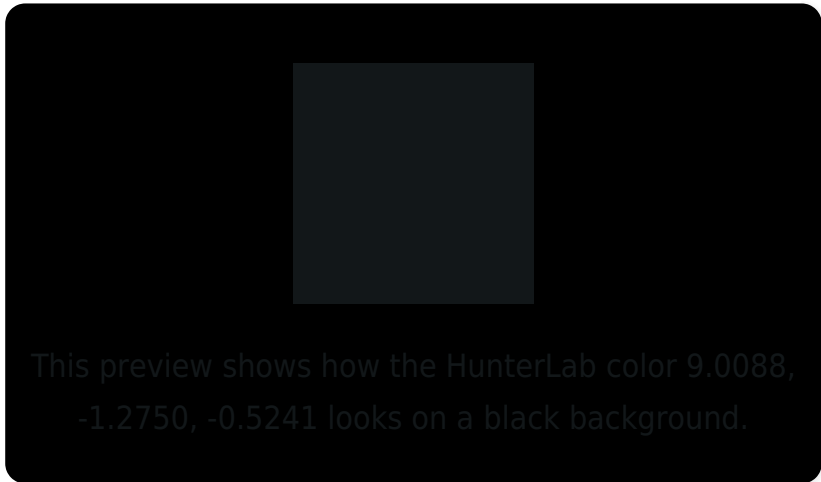 This preview shows how the HunterLab color 9.0088,
-1.2750, -0.5241 looks on a black background.